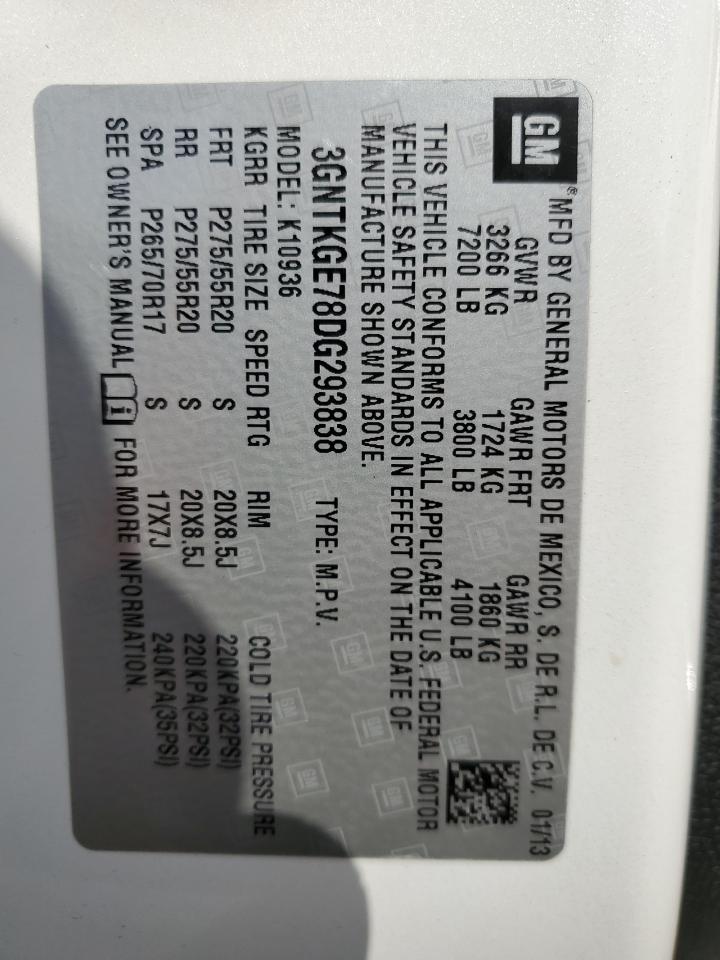 GM
® MFD BY GENERAL MOTORS DE MEXICO, S. DE R.L. DE C.V. 01/13
GVWR GAWR FRT GAWR RR
3266 KG 1724 KG 1860 KG
7200 LB 3800 LB 4100 LB
THIS VEHICLE CONFORMS TO ALL APPLICABLE U.S. FEDERAL MOTOR
VEHICLE SAFETY STANDARDS IN EFFECT ON THE DATE OF
MANUFACTURE SHOWN ABOVE.
3GNTKGE78DG293838 TYPE: M.P.V.
MODEL: K10936
KGRR TIRE SIZE SPEED RTG RIM COLD TIRE PRESSURE
FRT P275/55R20 S 20X8.5J 220KPA(32PSI)
RR P275/55R20 S 20X8.5J 220KPA(32PSI)
SPA P265/70R17 S 17X7J 240KPA(35PSI)
SEE OWNER'S MANUAL i FOR MORE INFORMATION.